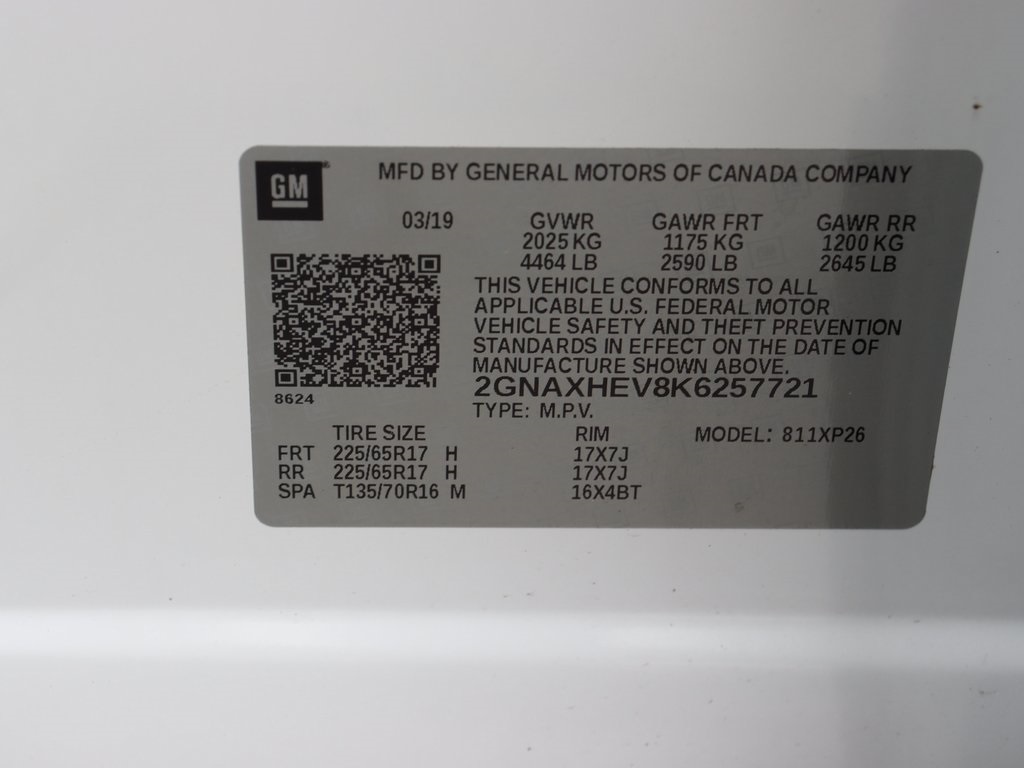 GM
MFD BY GENERAL MOTORS OF CANADA COMPANY
03/19 GVWR GAWR FRT GAWR RR
2025 KG 1175 KG 1200 KG
4464 LB 2590 LB 2645 LB
THIS VEHICLE CONFORMS TO ALL
APPLICABLE U.S. FEDERAL MOTOR
VEHICLE SAFETY AND THEFT PREVENTION
STANDARDS IN EFFECT ON THE DATE OF
MANUFACTURE SHOWN ABOVE.
2GNAXHEV8K6257721
8624
TYPE: M.P.V.
TIRE SIZE RIM MODEL: 811XP26
FRT 225/65R17 H 17X7J
RR 225/65R17 H 17X7J
SPA T135/70R16 M 16X4BT